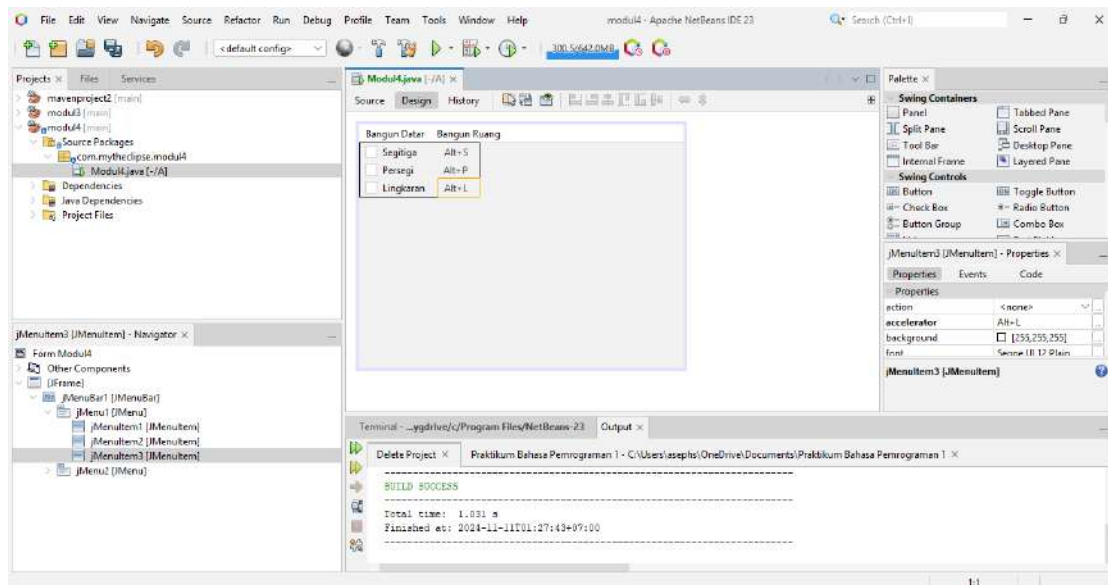 File Edit View Navigate Source Refactor Run Debug Profile Team Tools Window Help
modul4 - Apache NetBeans IDE 23
Search (Ctrl+I)
<default config>
300.5/642.0MB
Projects
Files
Services
mavenproject2 [main]
modul3 [main]
modul4 [main]
Source Packages
com.mytheclipse.modul4
Modul4.java [-/A]
Dependencies
Java Dependencies
Project Files
jMenuItem3 [JMenuItem] - Navigator
Form Modul4
Other Components
[JFrame]
jMenuBar1 [JMenuBar]
jMenu1 [JMenu]
jMenuItem1 [JMenuItem]
jMenuItem2 [JMenuItem]
jMenuItem3 [JMenuItem]
jMenu2 [JMenu]
Modul4.java [-/A]
Source Design History
Bangun Datar Bangun Ruang
Segitiga Alt+S
Persegi Alt+P
Lingkaran Alt+L
Terminal - ...ygdrive/c/Program Files/NetBeans-23
Output
Delete Project
Praktikum Bahasa Pemrograman 1 - C:\Users\asephs\OneDrive\Documents\Praktikum Bahasa Pemrograman 1
BUILD SUCCESS
Total time: 1.031 s
Finished at: 2024-11-11T01:27:43+07:00
Palette
Swing Containers
Panel Tabbed Pane
Split Pane Scroll Pane
Tool Bar Desktop Pane
Internal Frame Layered Pane
Swing Controls
Button Toggle Button
Check Box Radio Button
Button Group Combo Box
jMenuItem3 [JMenuItem] - Properties
Properties Events Code
Properties
action <none>
accelerator Alt+L
background [255,255,255]
font Segoe UI 12 Plain
jMenuItem3 [JMenuItem]
1:1